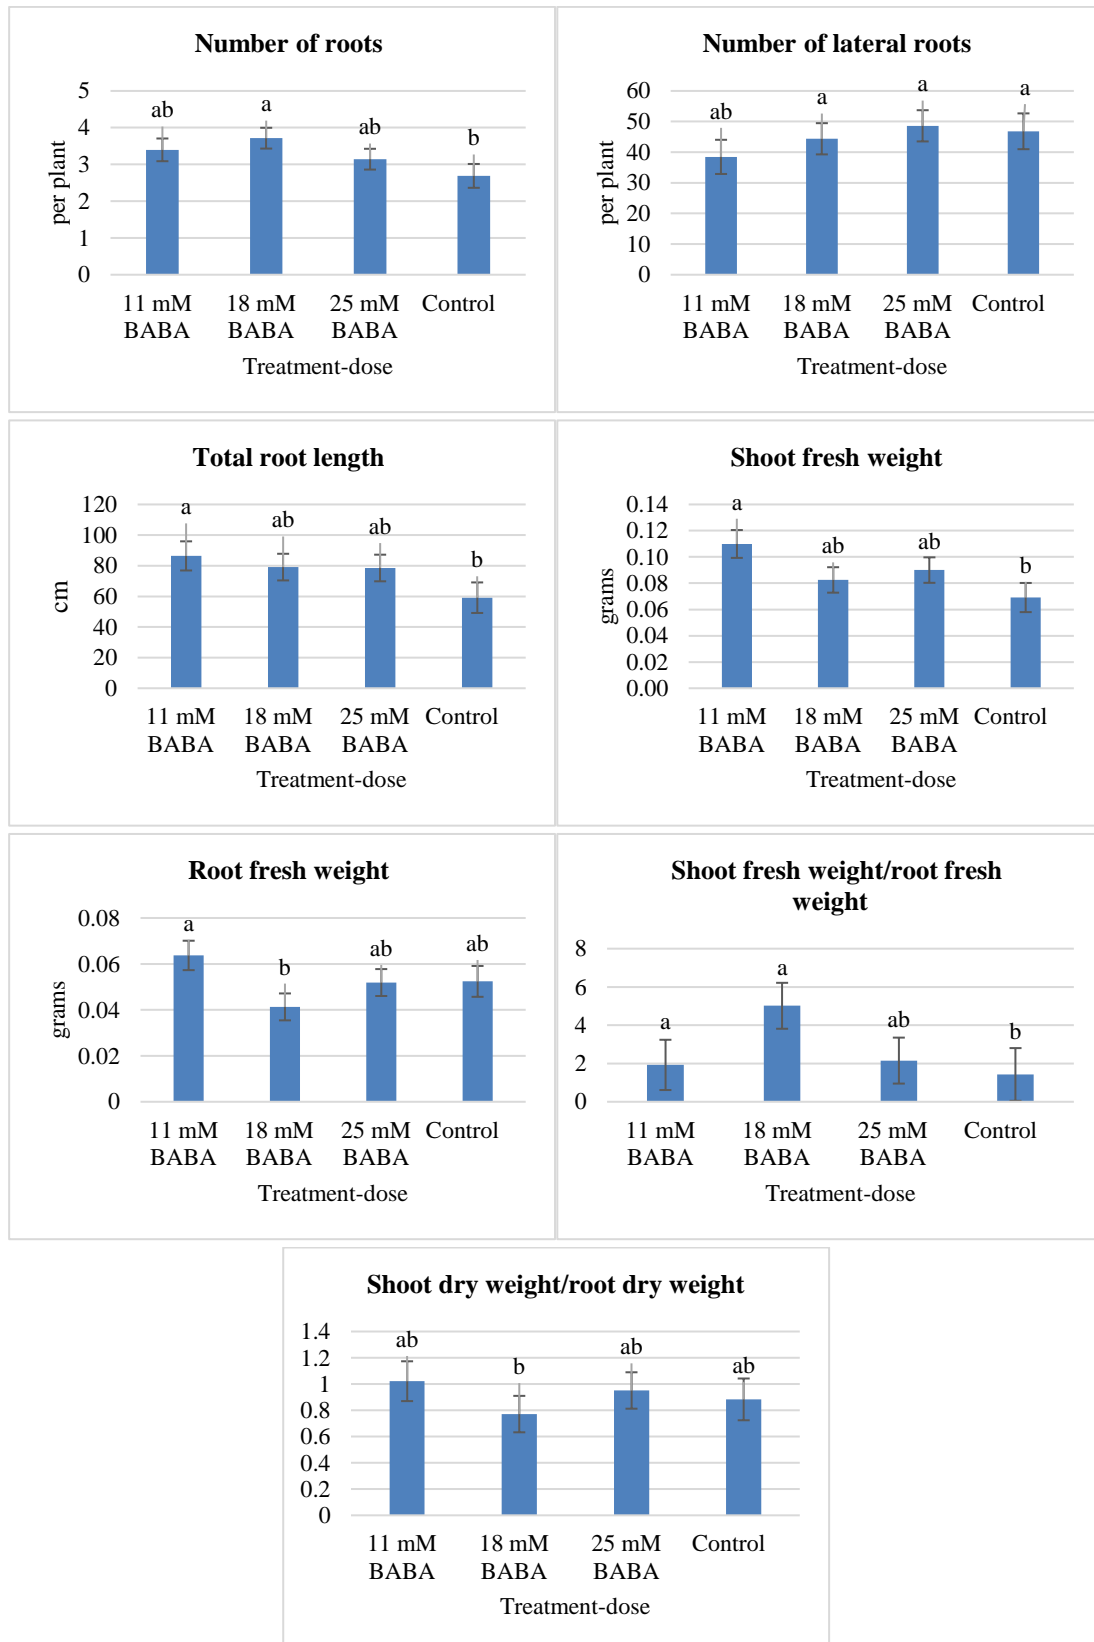 Number of roots
ab
a
ab
b
5
4
3
2
1
0
per plant
11 mM
BABA
18 mM
BABA
25 mM
BABA
Control
Treatment-dose
Number of lateral roots
ab
a
a
a
60
50
40
30
20
10
0
per plant
11 mM
BABA
18 mM
BABA
25 mM
BABA
Control
Treatment-dose
Total root length
a
ab
ab
b
120
100
80
60
40
20
0
cm
11 mM
BABA
18 mM
BABA
25 mM
BABA
Control
Treatment-dose
Shoot fresh weight
a
ab
ab
b
0.14
0.12
0.10
0.08
0.06
0.04
0.02
0.00
grams
11 mM
BABA
18 mM
BABA
25 mM
BABA
Control
Treatment-dose
Root fresh weight
a
b
ab
ab
0.08
0.06
0.04
0.02
0
grams
11 mM
BABA
18 mM
BABA
25 mM
BABA
Control
Treatment-dose
Shoot fresh weight/root fresh
weight
a
a
ab
b
8
6
4
2
0
11 mM
BABA
18 mM
BABA
25 mM
BABA
Control
Treatment-dose
Shoot dry weight/root dry weight
ab
b
ab
ab
1.4
1.2
1
0.8
0.6
0.4
0.2
0
11 mM
BABA
18 mM
BABA
25 mM
BABA
Control
Treatment-dose